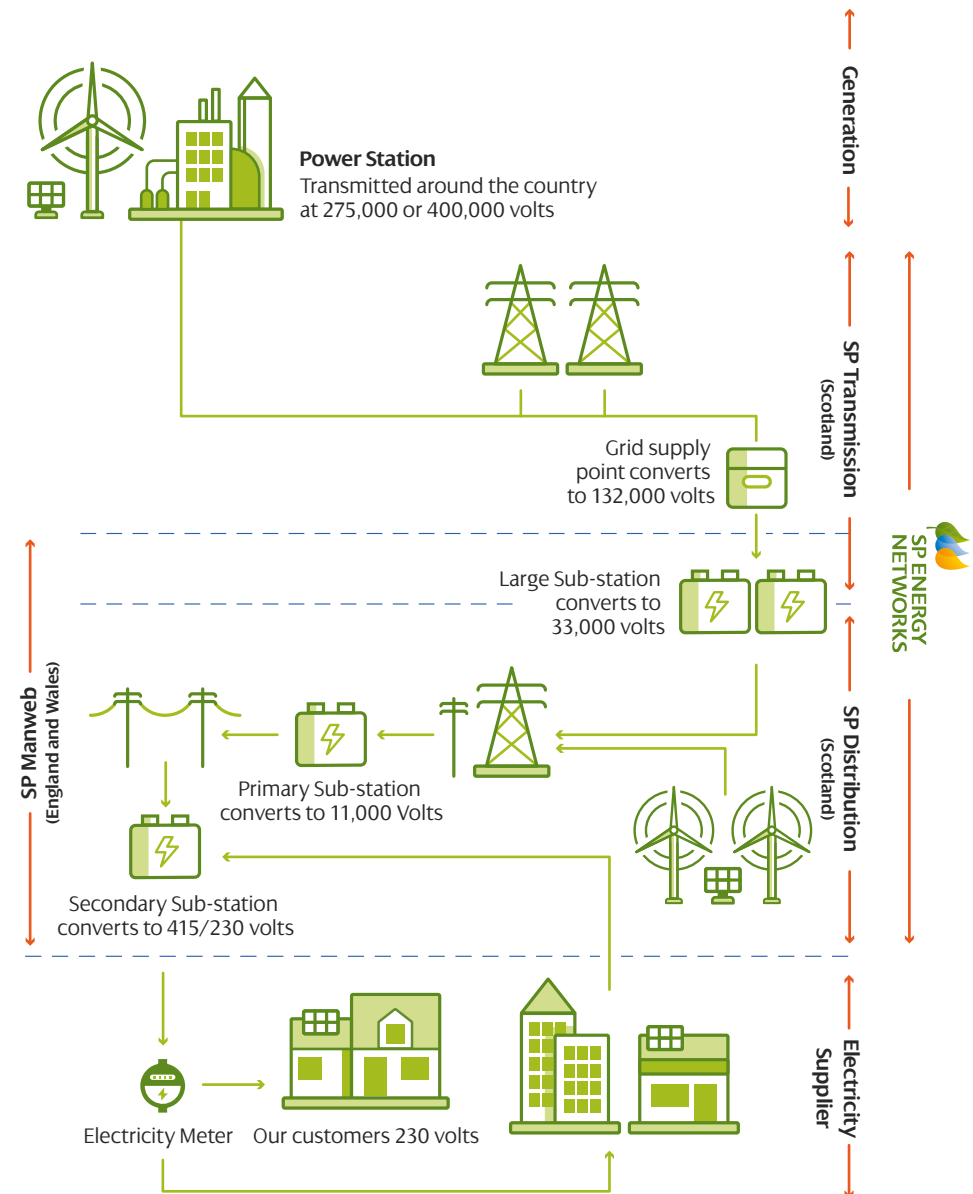 Generation
Power Station
Transmitted around the country
at 275,000 or 400,000 volts
SP Transmission
(Scotland)
Grid supply
point converts
to 132,000 volts
SP ENERGY
NETWORKS
Large Sub-station
converts to
33,000 volts
SP Manweb
(England and Wales)
SP Distribution
(Scotland)
Primary Sub-station
converts to 11,000 Volts
Secondary Sub-station
converts to 415/230 volts
Electricity
Supplier
Electricity Meter
Our customers 230 volts